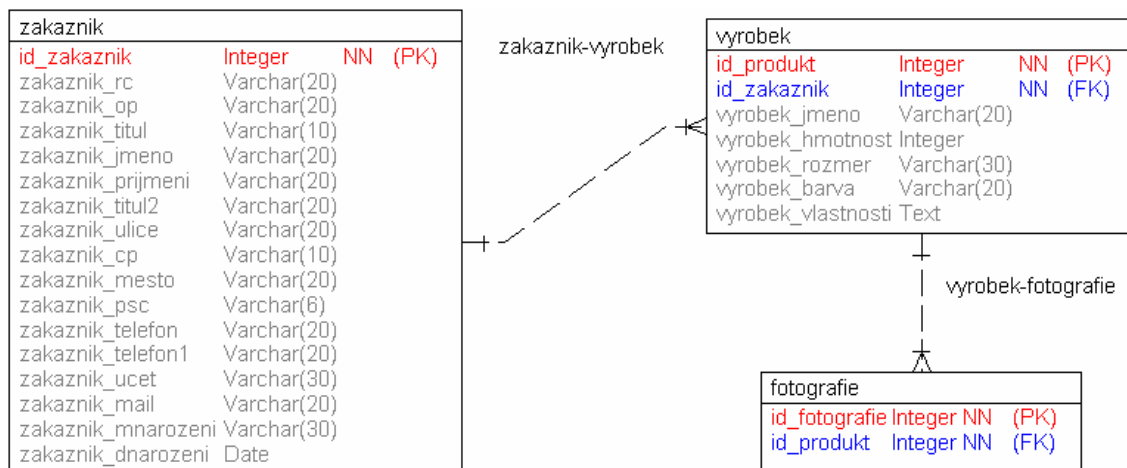 zakaznik
id_zakaznik Integer NN (PK)
zakaznik_rc Varchar(20)
zakaznik_op Varchar(20)
zakaznik_titul Varchar(10)
zakaznik_jmeno Varchar(20)
zakaznik_prijmeni Varchar(20)
zakaznik_titul2 Varchar(20)
zakaznik_ulice Varchar(20)
zakaznik_cp Varchar(10)
zakaznik_mesto Varchar(20)
zakaznik_psc Varchar(6)
zakaznik_telefon Varchar(20)
zakaznik_telefon1 Varchar(20)
zakaznik_ucet Varchar(30)
zakaznik_mail Varchar(20)
zakaznik_mnarozeni Varchar(30)
zakaznik_dnarozeni Date
zakaznik-vyrobek
vyrobek
id_produkt Integer NN (PK)
id_zakaznik Integer NN (FK)
vyrobek_jmeno Varchar(20)
vyrobek_hmotnost Integer
vyrobek_rozmer Varchar(30)
vyrobek_barva Varchar(20)
vyrobek_vlastnosti Text
vyrobek-fotografie
fotografie
id_fotografie Integer NN (PK)
id_produkt Integer NN (FK)